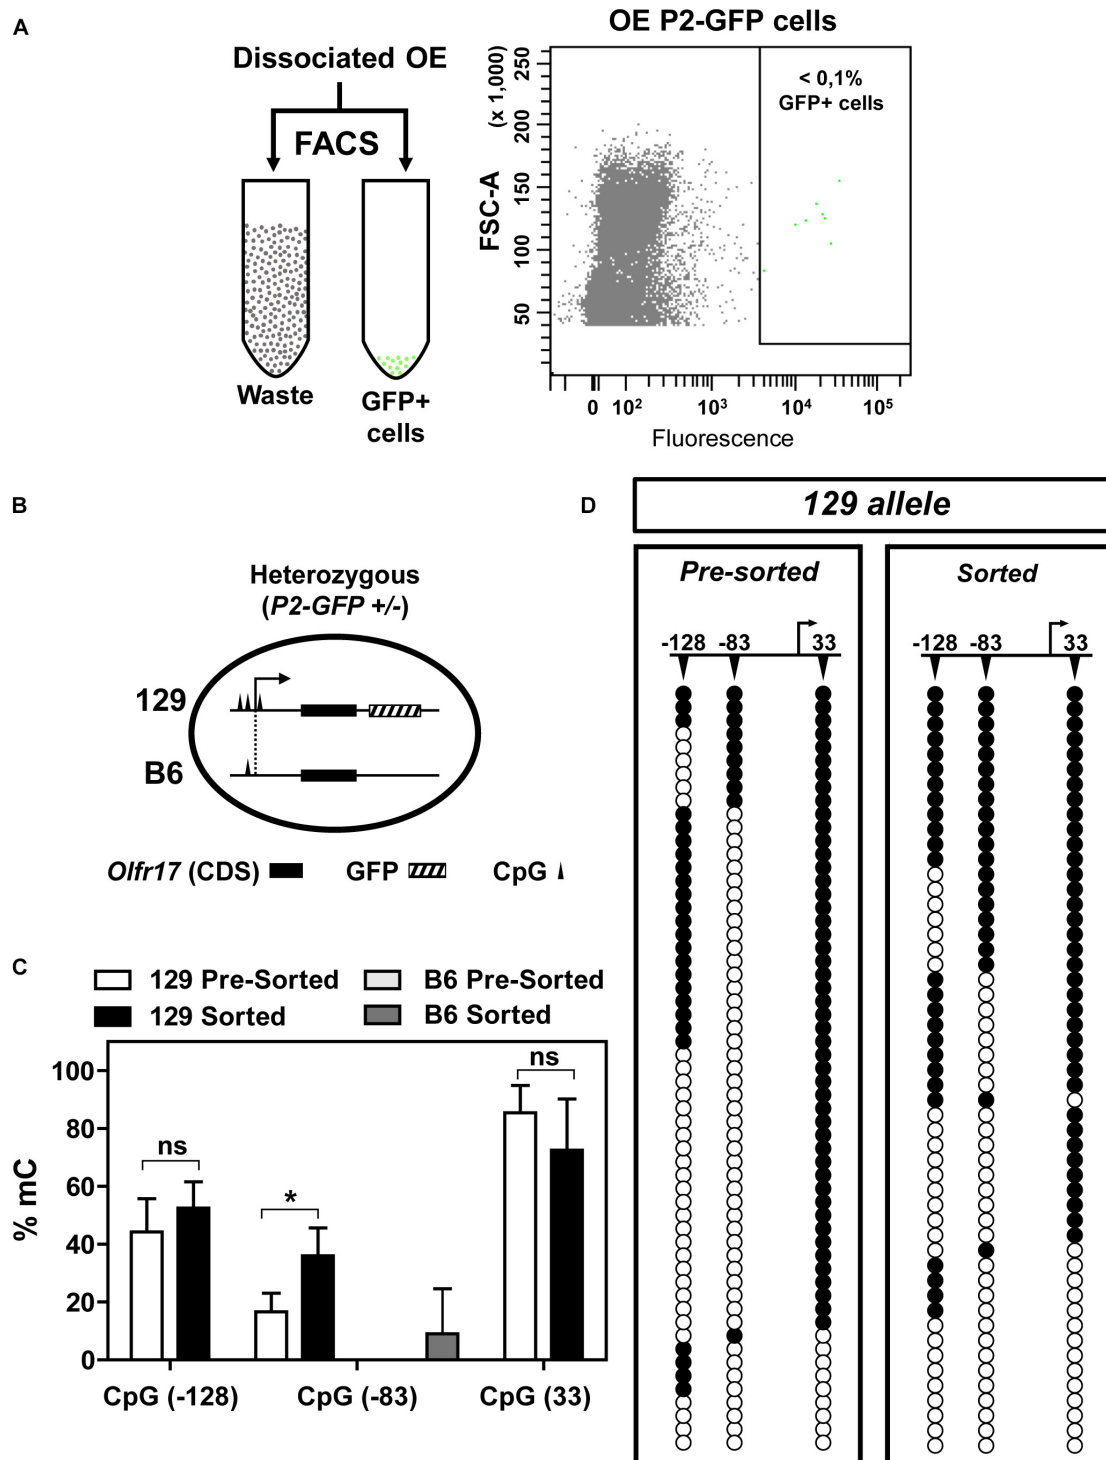 A
Dissociated OE
FACS
Waste
GFP+
cells
OE P2-GFP cells
FSC-A
(x 1,000)
250
200
150
100
50
< 0,1%
GFP+ cells
0 10² 10³ 10⁴ 10⁵
Fluorescence
B
Heterozygous
(P2-GFP +/-)
129
B6
Olfr17 (CDS) GFP CpG
C
129 Pre-Sorted B6 Pre-Sorted
129 Sorted B6 Sorted
% mC
100
80
60
40
20
0
ns
*
ns
CpG (-128) CpG (-83) CpG (33)
D
129 allele
Pre-sorted
-128 -83 33
Sorted
-128 -83 33